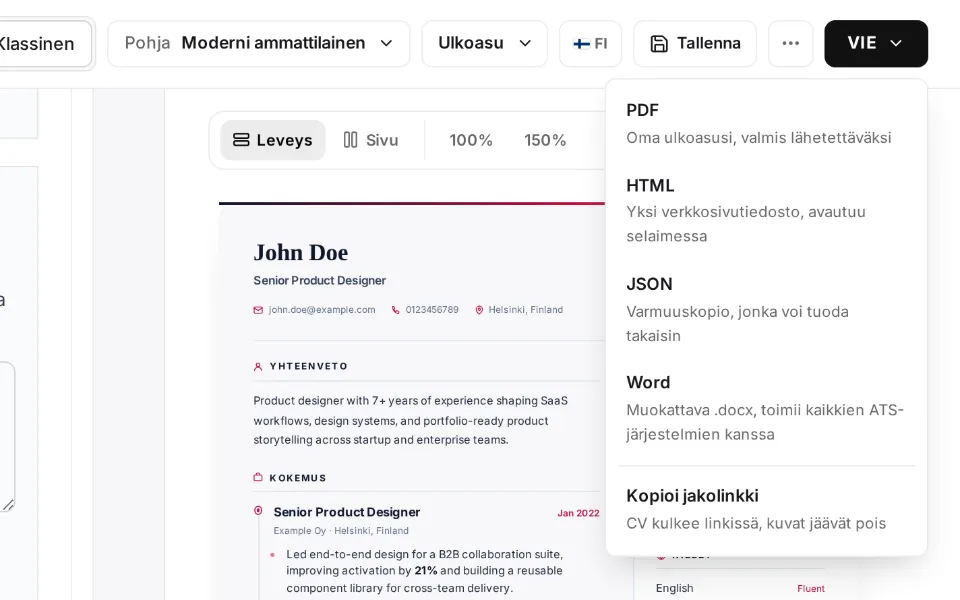 Klassinen
Pohja Moderni ammattilainen
Ulkoasu
FI
Tallenna
VIE
Leveys
Sivu
100%
150%
PDF
Oma ulkoasusi, valmis lähetettäväksi
HTML
Yksi verkkosivutiedosto, avautuu
selaimessa
JSON
Varmuuskopio, jonka voi tuoda
takaisin
Word
Muokattava .docx, toimii kaikkien ATS-
järjestelmien kanssa
Kopioi jakolinkki
CV kulkee linkissä, kuvat jäävät pois
John Doe
Senior Product Designer
john.doe@example.com 0123456789 Helsinki, Finland
YHTEENVETO
Product designer with 7+ years of experience shaping SaaS
workflows, design systems, and portfolio-ready product
storytelling across startup and enterprise teams.
KOKEMUS
Senior Product Designer Jan 2022
Example Oy · Helsinki, Finland
Led end-to-end design for a B2B collaboration suite,
improving activation by 21% and building a reusable
component library for cross-team delivery.
English Fluent